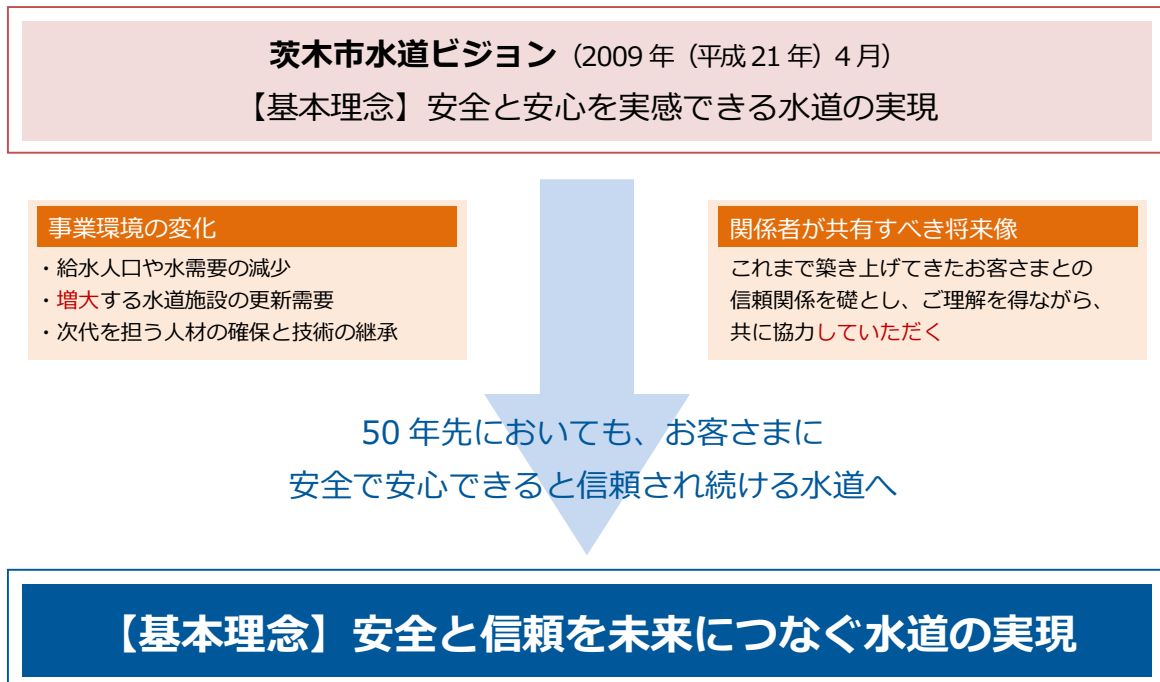 茨木市水道ビジョン（2009 年（平成 21 年）4 月）
【基本理念】安全と安心を実感できる水道の実現
事業環境の変化
・給水人口や水需要の減少
・増大する水道施設の更新需要
・次代を担う人材の確保と技術の継承
関係者が共有すべき将来像
これまで築き上げてきたお客さまとの
信頼関係を礎とし、ご理解を得ながら、
共に協力していただく
50 年先においても、お客さまに
安全で安心できると信頼され続ける水道へ
【基本理念】安全と信頼を未来につなぐ水道の実現